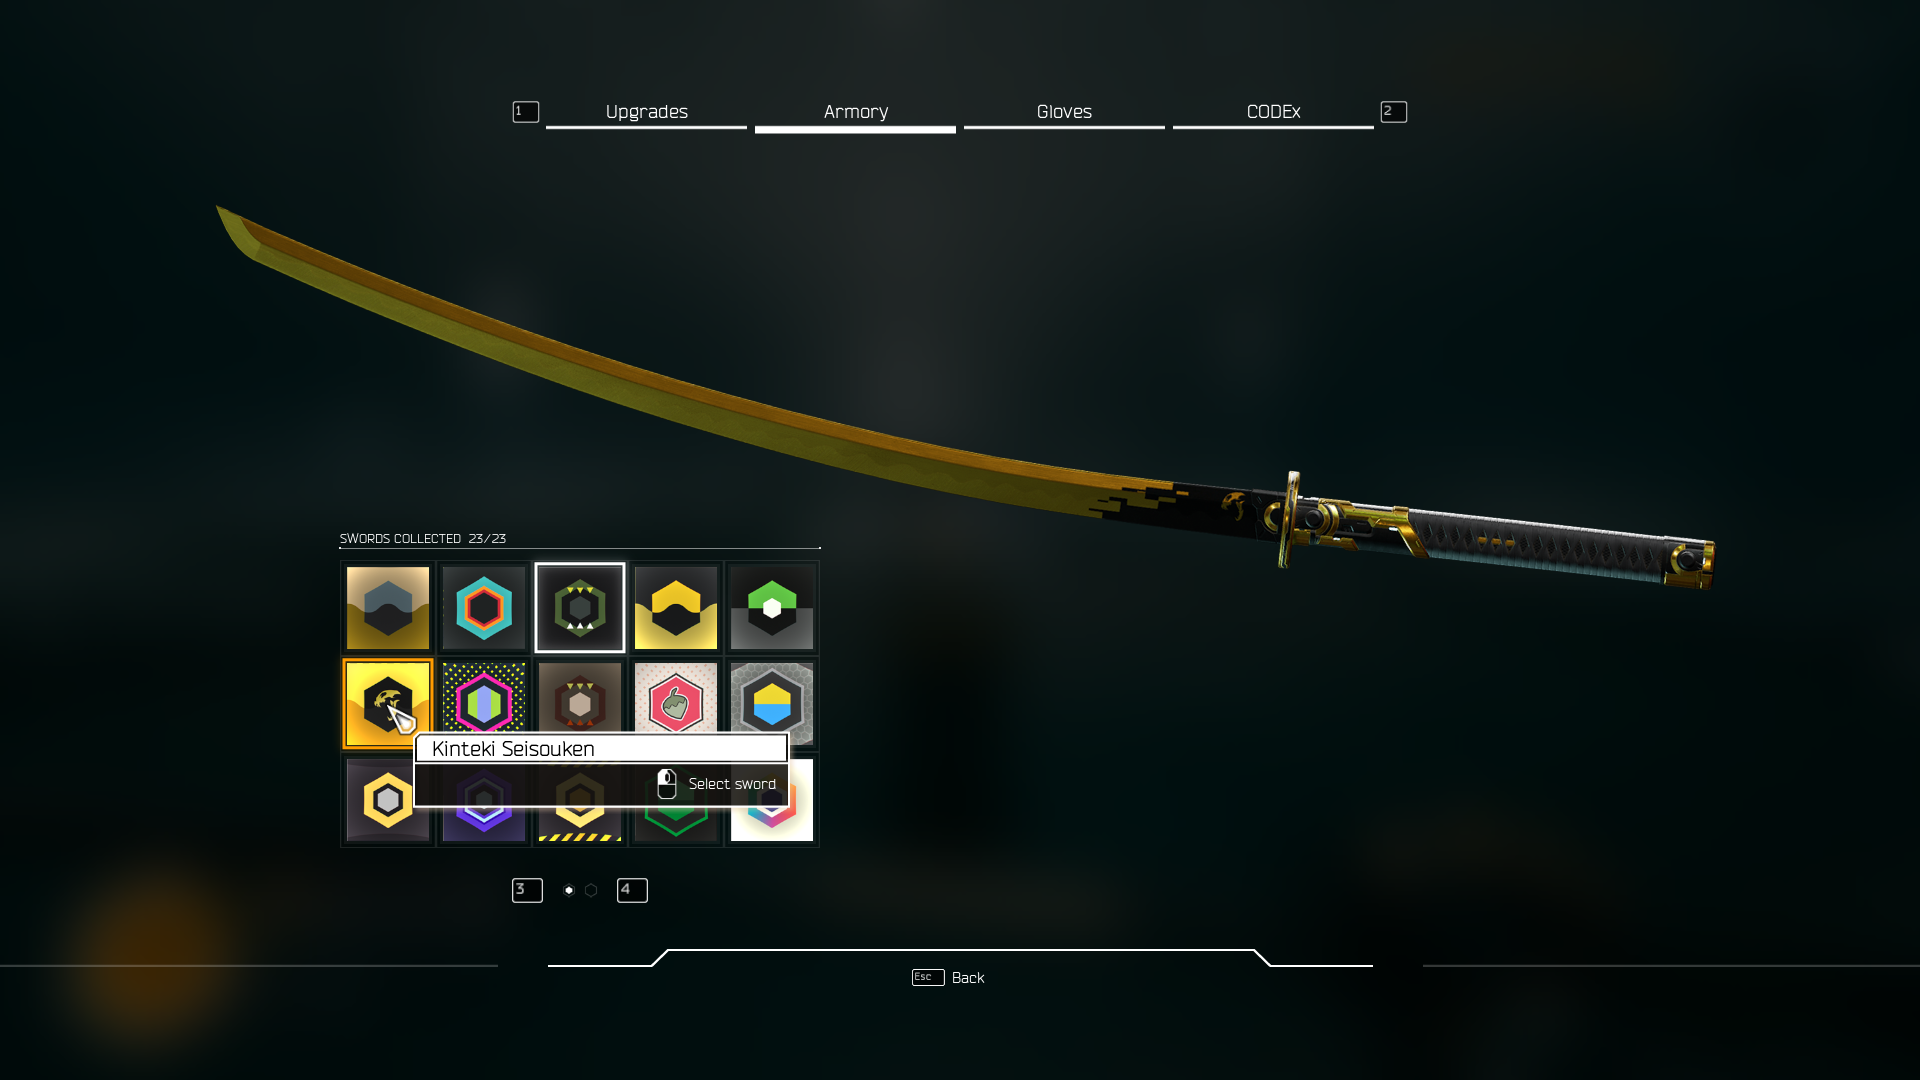 1 Upgrades Armory Gloves CODEx 2
SWORDS COLLECTED 23/23
Kinteki Seisouken
Select sword
3 4
Esc Back